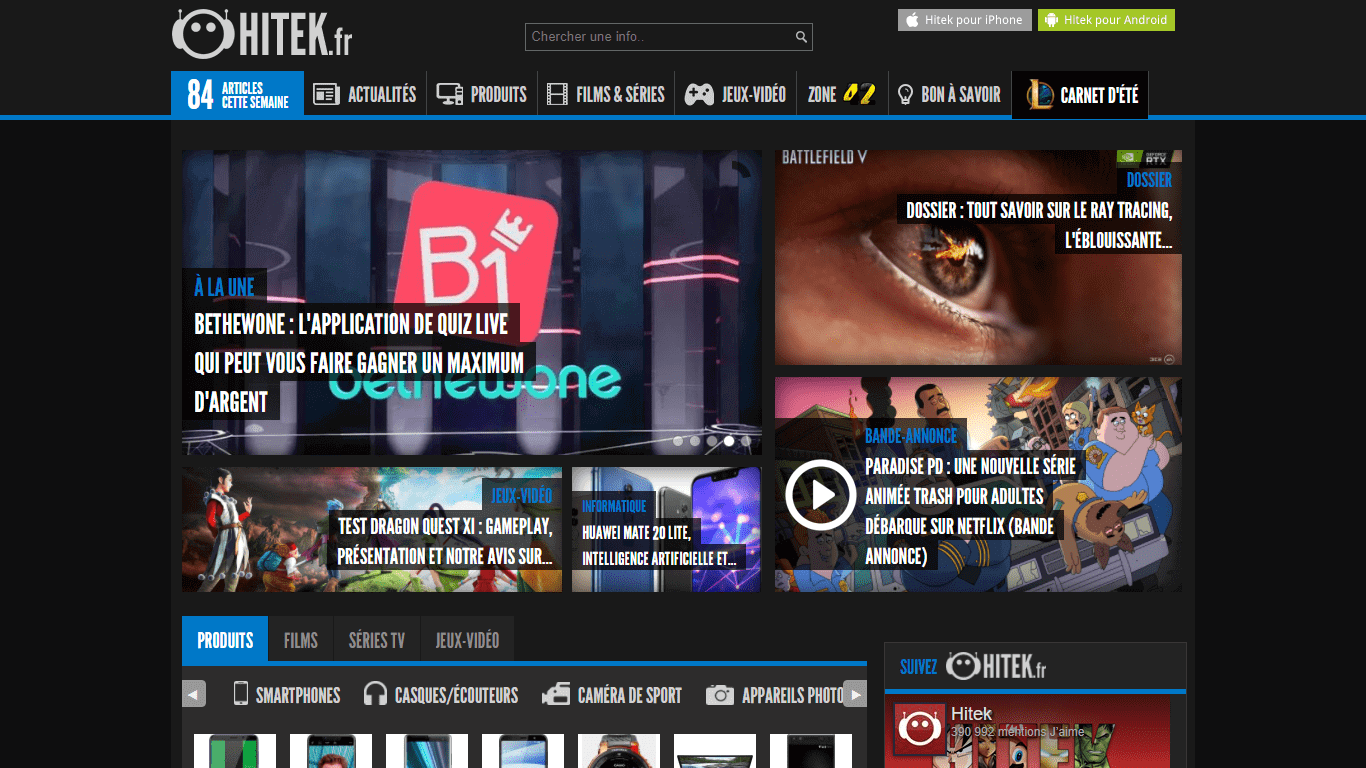 HITEK.fr
Chercher une info..
Hitek pour iPhone
Hitek pour Android
84 ARTICLES
CETTE SEMAINE
ACTUALITÉS
PRODUITS
FILMS & SÉRIES
JEUX-VIDÉO
ZONE 42
BON À SAVOIR
CARNET D'ÉTÉ
B1
bethewone
À LA UNE
BETHEWONE : L'APPLICATION DE QUIZ LIVE
QUI PEUT VOUS FAIRE GAGNER UN MAXIMUM
D'ARGENT
BATTLEFIELD V
GEFORCE
RTX
DOSSIER
DOSSIER : TOUT SAVOIR SUR LE RAY TRACING,
L'ÉBLOUISSANTE...
JEUX-VIDÉO
TEST DRAGON QUEST XI : GAMEPLAY,
PRÉSENTATION ET NOTRE AVIS SUR...
INFORMATIQUE
HUAWEI MATE 20 LITE,
INTELLIGENCE ARTIFICIELLE ET...
BANDE-ANNONCE
PARADISE PD : UNE NOUVELLE SÉRIE
ANIMÉE TRASH POUR ADULTES
DÉBARQUE SUR NETFLIX (BANDE
ANNONCE)
PRODUITS
FILMS
SÉRIES TV
JEUX-VIDÉO
SMARTPHONES
CASQUES/ÉCOUTEURS
CAMÉRA DE SPORT
APPAREILS PHOTO
SUIVEZ HITEK.fr
Hitek
390 992 mentions J'aime